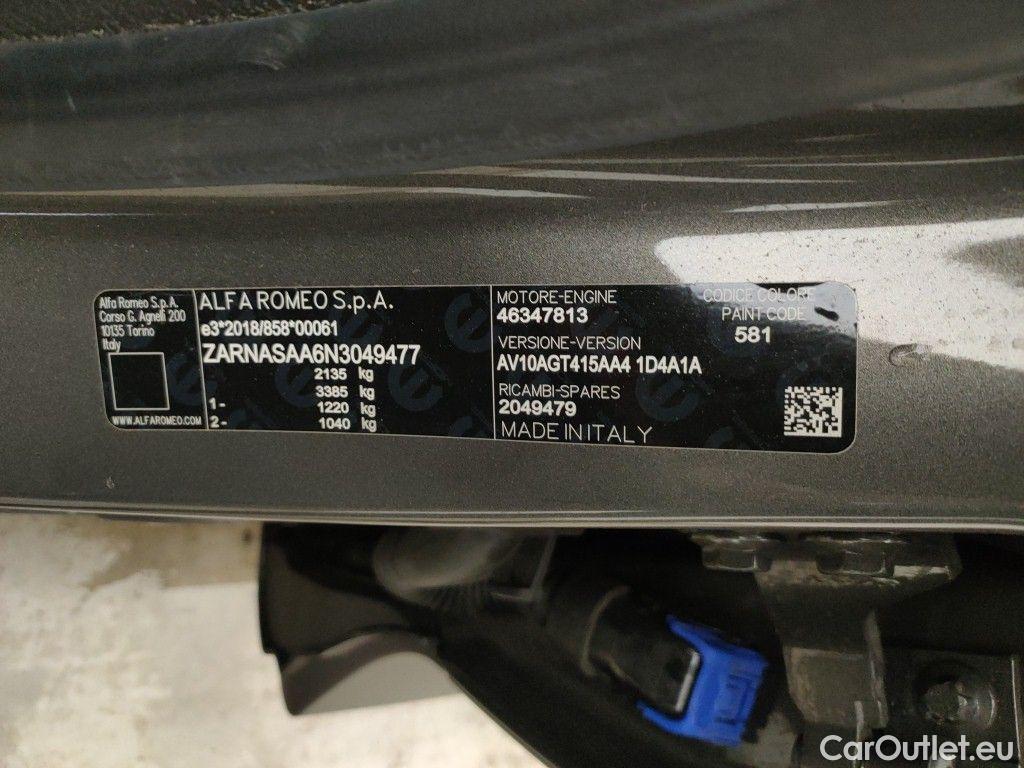 Alfa Romeo S.p.A.
Corso G. Agnelli 200
10135 Torino
Italy
WWW.ALFAROMEO.COM
ALFA ROMEO S.p.A.
e3*2018/858*00061
ZARNASAA6N3049477
2135 kg
3385 kg
1- 1220 kg
2- 1040 kg
MOTORE-ENGINE
46347813
VERSIONE-VERSION
AV10AGT415AA4 1D4A1A
RICAMBI-SPARES
2049479
MADE IN ITALY
CODICE COLORE
PAINT CODE
581
CarOutlet.eu